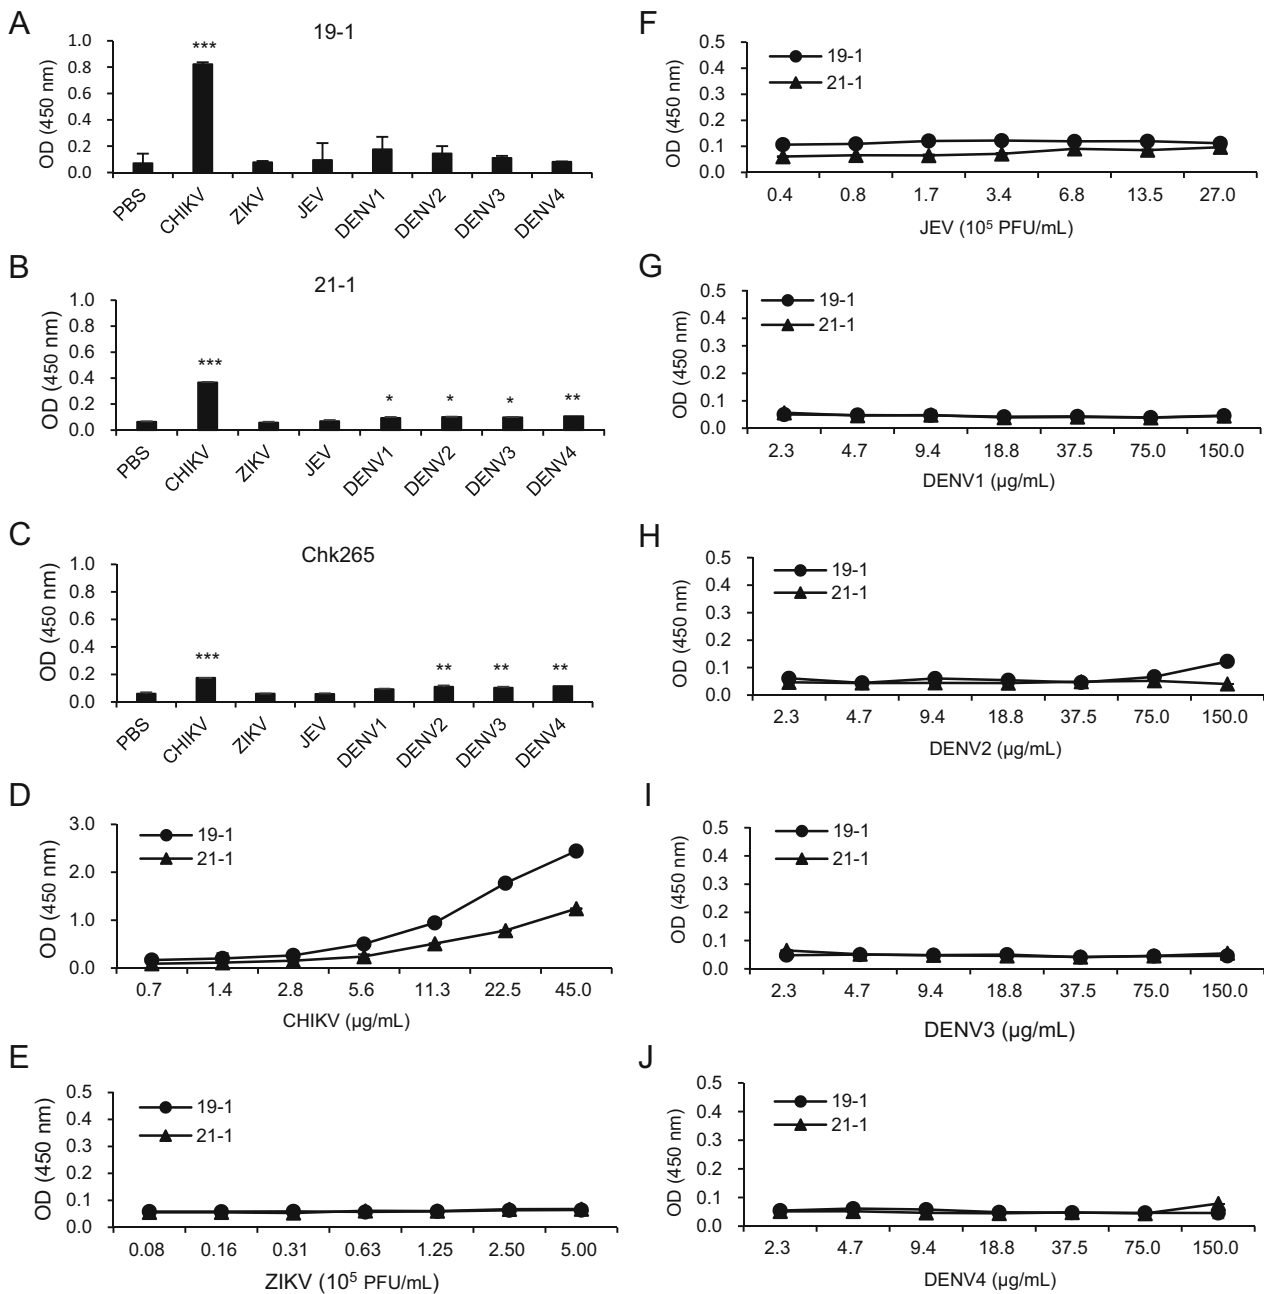 A
19-1
OD (450 nm)
1.0
0.8
0.6
0.4
0.2
0.0
***
PBS
CHIKV
ZIKV
JEV
DENV1
DENV2
DENV3
DENV4
B
21-1
OD (450 nm)
1.0
0.8
0.6
0.4
0.2
0.0
***
*
*
*
**
PBS
CHIKV
ZIKV
JEV
DENV1
DENV2
DENV3
DENV4
C
Chk265
OD (450 nm)
1.0
0.8
0.6
0.4
0.2
0.0
***
**
**
**
PBS
CHIKV
ZIKV
JEV
DENV1
DENV2
DENV3
DENV4
D
OD (450 nm)
3.0
2.0
1.0
0.0
19-1
21-1
0.7 1.4 2.8 5.6 11.3 22.5 45.0
CHIKV (µg/mL)
E
OD (450 nm)
0.5
0.4
0.3
0.2
0.1
0.0
19-1
21-1
0.08 0.16 0.31 0.63 1.25 2.50 5.00
ZIKV (10⁵ PFU/mL)
F
OD (450 nm)
0.5
0.4
0.3
0.2
0.1
0.0
19-1
21-1
0.4 0.8 1.7 3.4 6.8 13.5 27.0
JEV (10⁵ PFU/mL)
G
OD (450 nm)
0.5
0.4
0.3
0.2
0.1
0.0
19-1
21-1
2.3 4.7 9.4 18.8 37.5 75.0 150.0
DENV1 (µg/mL)
H
OD (450 nm)
0.5
0.4
0.3
0.2
0.1
0.0
19-1
21-1
2.3 4.7 9.4 18.8 37.5 75.0 150.0
DENV2 (µg/mL)
I
OD (450 nm)
0.5
0.4
0.3
0.2
0.1
0.0
19-1
21-1
2.3 4.7 9.4 18.8 37.5 75.0 150.0
DENV3 (µg/mL)
J
OD (450 nm)
0.5
0.4
0.3
0.2
0.1
0.0
19-1
21-1
2.3 4.7 9.4 18.8 37.5 75.0 150.0
DENV4 (µg/mL)